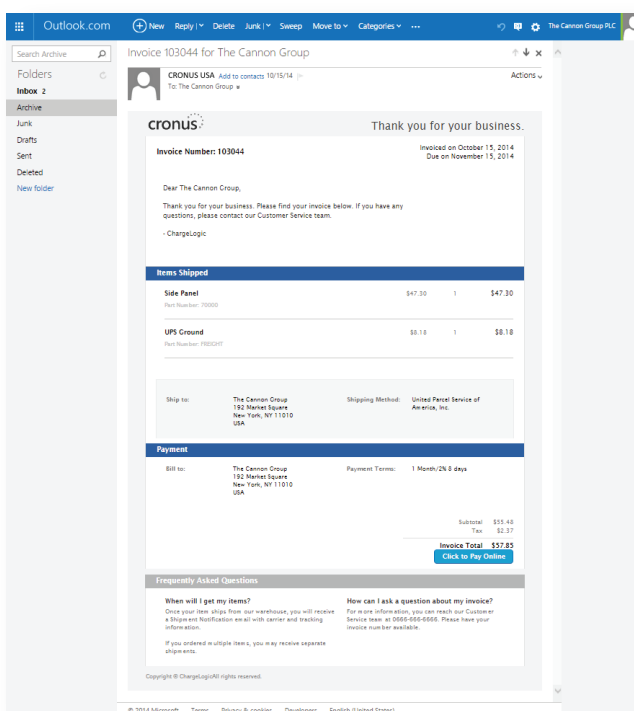 Outlook.com
New Reply Delete Junk Sweep Move to Categories ... The Cannon Group PLC
Search Archive
Folders
Inbox 2
Archive
Junk
Drafts
Sent
Deleted
New folder
Invoice 103044 for The Cannon Group
CRONUS USA Add to contacts 10/15/14
To: The Cannon Group
Actions
cronus
Thank you for your business.
Invoice Number: 103044
Invoiced on October 15, 2014
Due on November 15, 2014
Dear The Cannon Group,
Thank you for your business. Please find your invoice below. If you have any
questions, please contact our Customer Service team.
- ChargeLogic
Items Shipped
Side Panel $47.30 1 $47.30
Part Number: 70000
UPS Ground $8.18 1 $8.18
Part Number: FREIGHT
Ship to: The Cannon Group Shipping Method: United Parcel Service of
192 Market Square America, Inc.
New York, NY 11010
USA
Payment
Bill to: The Cannon Group Payment Terms: 1 Month/2% 8 days
192 Market Square
New York, NY 11010
USA
Subtotal $55.48
Tax $2.37
Invoice Total $57.85
Click to Pay Online
Frequently Asked Questions
When will I get my items?
Once your item ships from our warehouse, you will receive
a Shipment Notification email with carrier and tracking
information.
If you ordered multiple items, you may receive separate
shipments.
How can I ask a question about my invoice?
For more information, you can reach our Customer
Service team at 0666-666-6666. Please have your
invoice number available.
Copyright © ChargeLogicAll rights reserved.
© 2014 Microsoft Terms Privacy & cookies Developers English (United States)